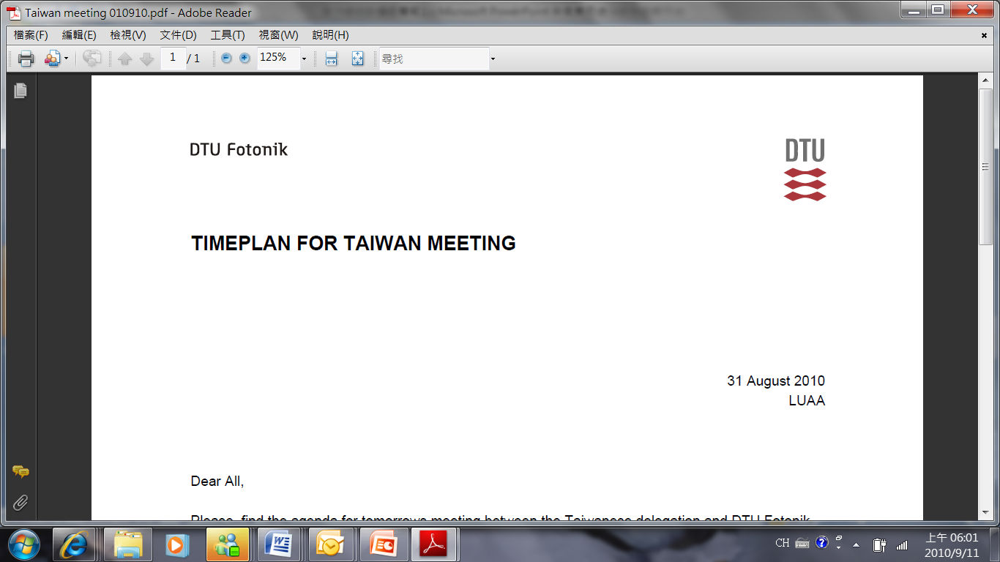 Taiwan meeting 010910.pdf - Adobe Reader
檔案(F) 編輯(E) 檢視(V) 文件(D) 工具(T) 視窗(W) 說明(H)
1 / 1 125% 尋找
DTU Fotonik
DTU
TIMEPLAN FOR TAIWAN MEETING
31 August 2010
LUAA
Dear All,
Please, find the agenda for tomorrows meeting between the Taiwanese delegation and DTU Fotonik
CH
上午 06:01
2010/9/11